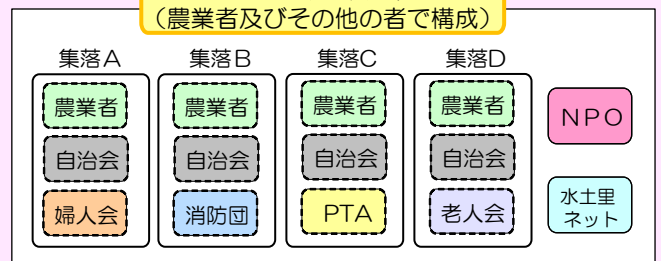 （農業者及びその他の者で構成）
集落A
集落B
集落C
集落D
農業者
農業者
農業者
農業者
NPO
自治会
自治会
自治会
自治会
婦人会
消防団
PTA
老人会
水土里
ネット